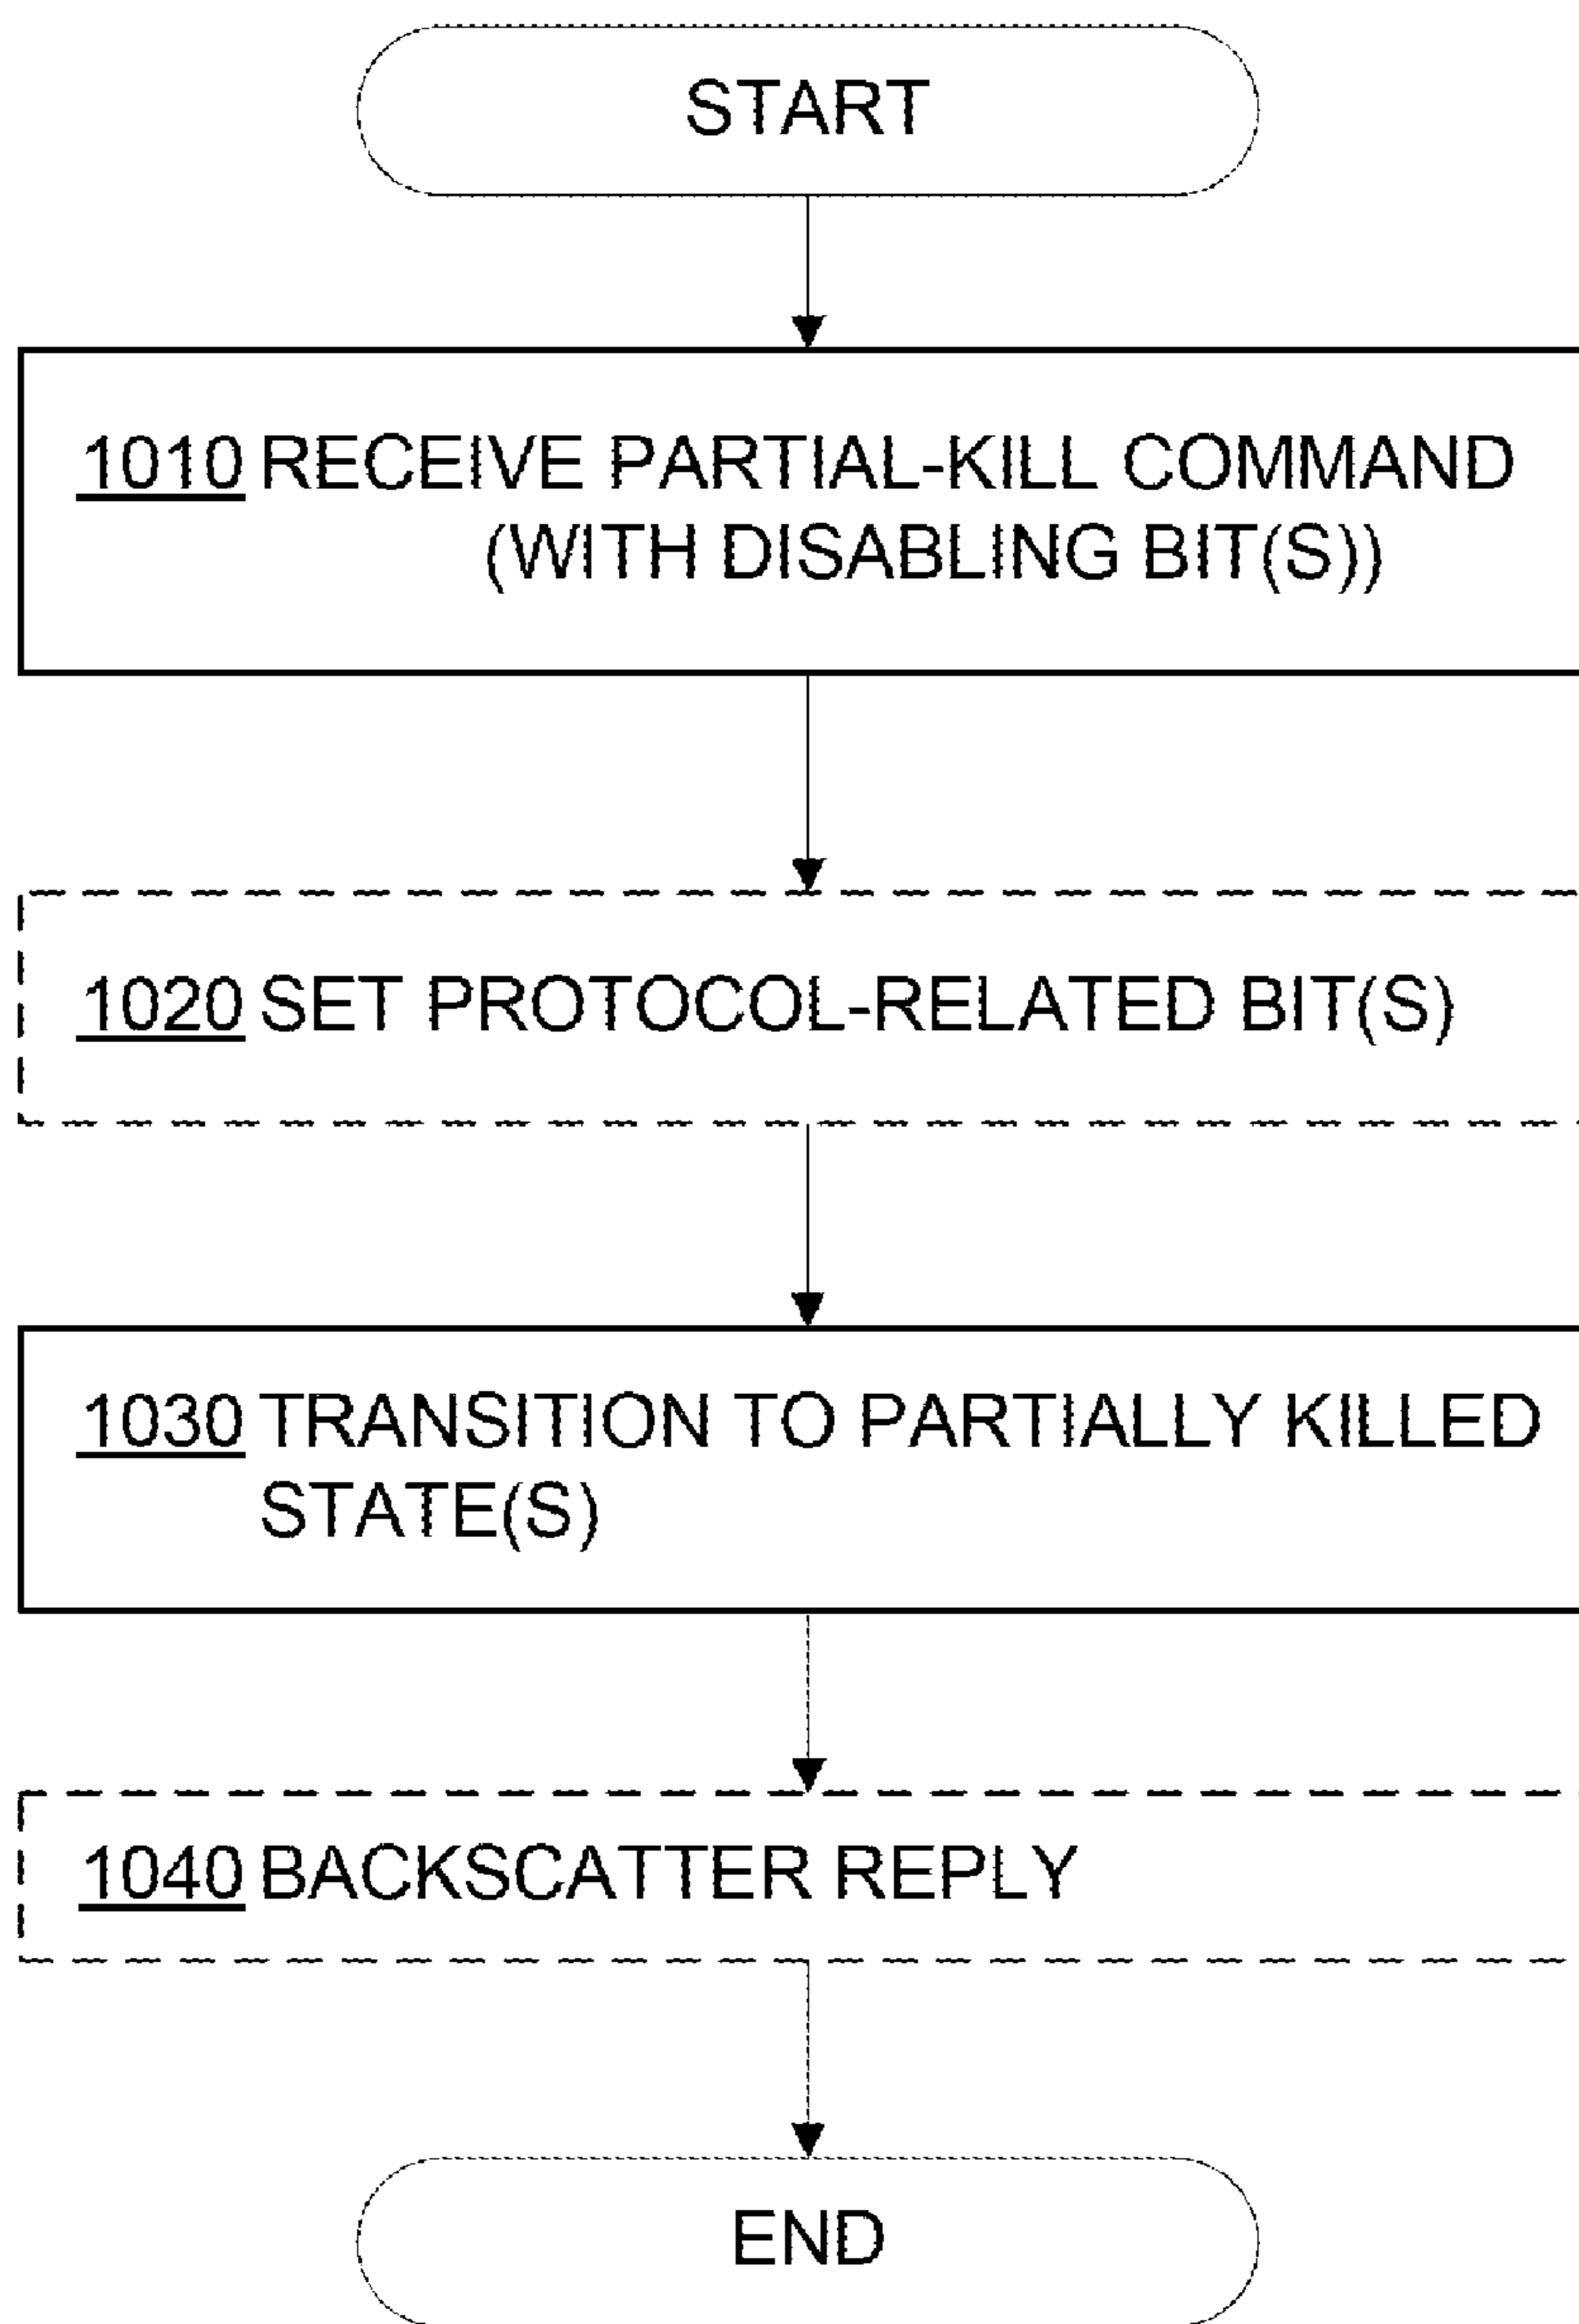 START
1010 RECEIVE PARTIAL-KILL COMMAND
(WITH DISABLING BIT(S))
1020 SET PROTOCOL-RELATED BIT(S)
1030 TRANSITION TO PARTIALLY KILLED
STATE(S)
1040 BACKSCATTER REPLY
END